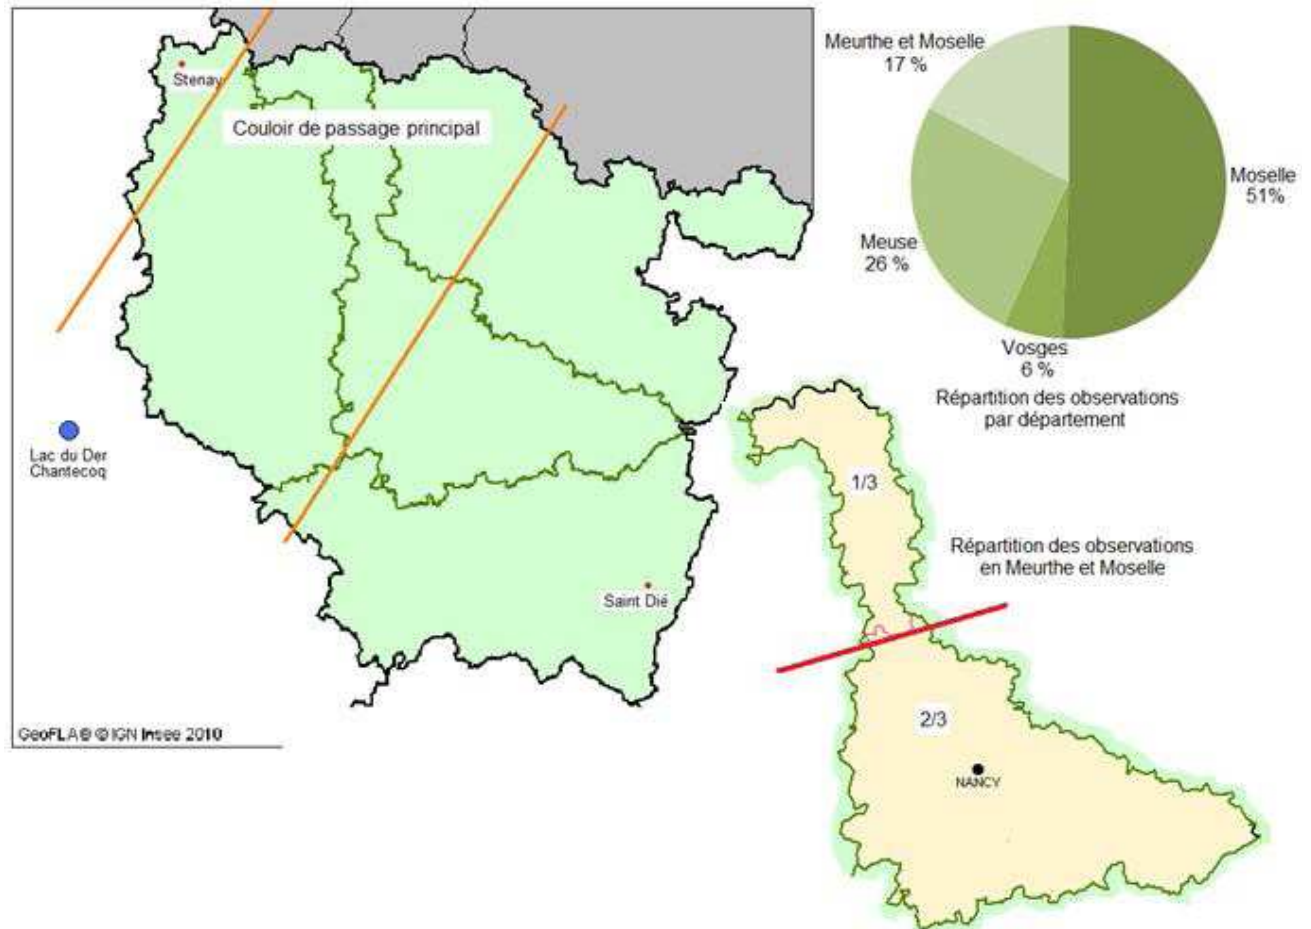 Stenay
Couloir de passage principal
Lac du Der
Chantecoq
Saint Dié
GeoFLA® © IGN Insee 2010
Meurthe et Moselle
17 %
Moselle
51%
Meuse
26 %
Vosges
6 %
Répartition des observations
par département
1/3
Répartition des observations
en Meurthe et Moselle
2/3
NANCY